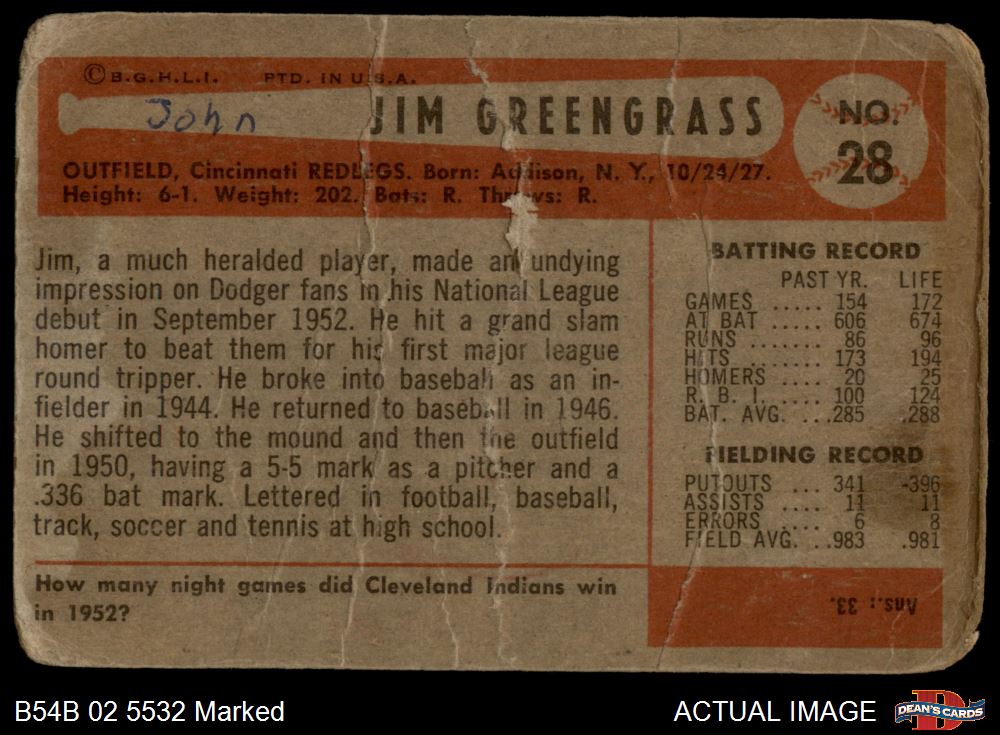 © B.G.H.L.I. PTD. IN U.S.A.
John JIM GREENGRASS
NO.
28
OUTFIELD, Cincinnati REDLEGS. Born: Addison, N. Y., 10/24/27.
Height: 6-1. Weight: 202. Bats: R. Throws: R.
Jim, a much heralded player, made an undying
impression on Dodger fans in his National League
debut in September 1952. He hit a grand slam
homer to beat them for his first major league
round tripper. He broke into baseball as an in-
fielder in 1944. He returned to baseball in 1946.
He shifted to the mound and then the outfield
in 1950, having a 5-5 mark as a pitcher and a
.336 bat mark. Lettered in football, baseball,
track, soccer and tennis at high school.
How many night games did Cleveland Indians win
in 1952?
BATTING RECORD
PAST YR. LIFE
GAMES ..... 154 172
AT BAT ..... 606 674
RUNS ....... 86 96
HITS ....... 173 194
HOMERS .... 20 25
R. B. I. .... 100 124
BAT. AVG. ... .285 .288
FIELDING RECORD
PUTOUTS ... 341 -396
ASSISTS .... 11 11
ERRORS .... 6 8
FIELD AVG. ..983 .981
Ans.: 33.
B54B 02 5532 Marked
ACTUAL IMAGE
D
DEAN'S CARDS